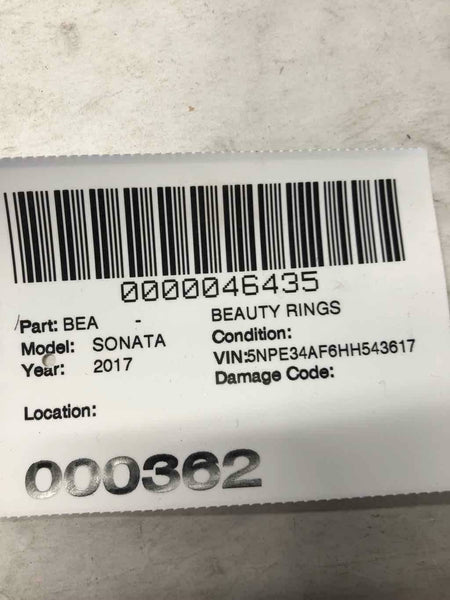 0000046435
Part: BEA - BEAUTY RINGS
Model: SONATA Condition:
Year: 2017 VIN:5NPE34AF6HH543617
Damage Code:
Location:
000362